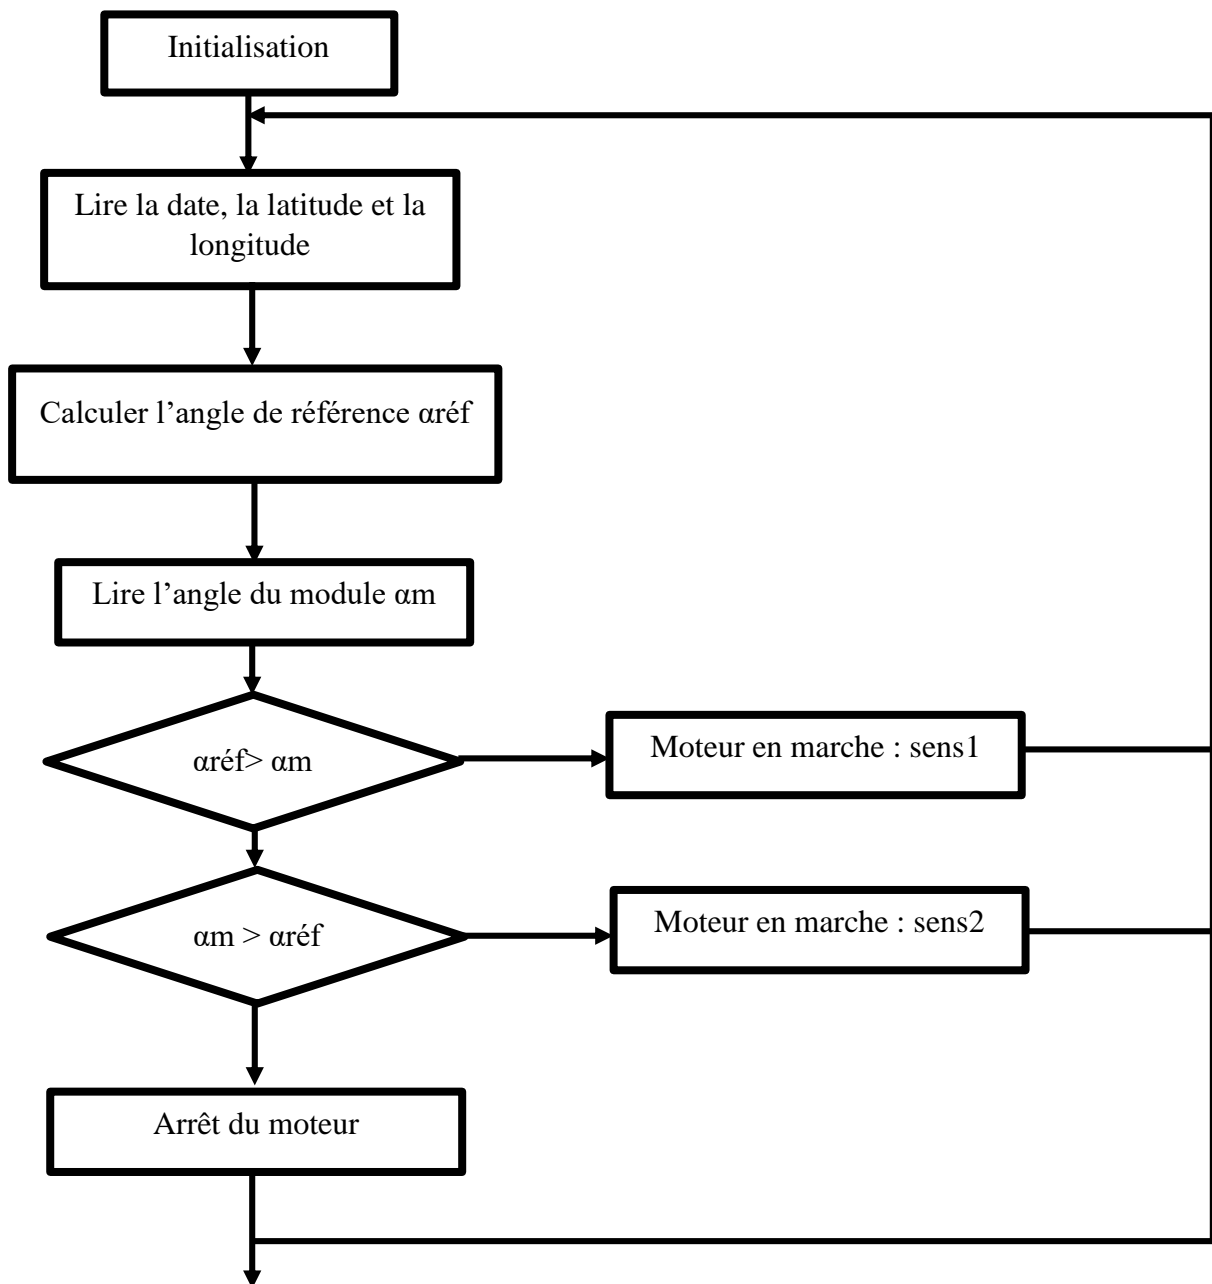 Initialisation
Lire la date, la latitude et la
longitude
Calculer l’angle de référence αréf
Lire l’angle du module αm
αréf> αm
Moteur en marche : sens1
αm > αréf
Moteur en marche : sens2
Arrêt du moteur